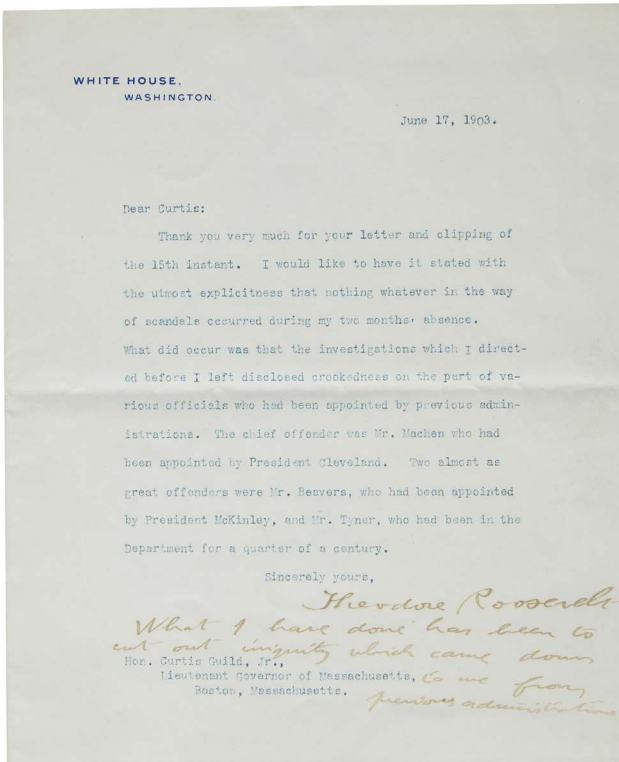 WHITE HOUSE,
WASHINGTON.
June 17, 1903.
Dear Curtis:
Thank you very much for your letter and clipping of
the 15th instant. I would like to have it stated with
the utmost explicitness that nothing whatever in the way
of scandals occurred during my two months' absence.
What did occur was that the investigations which I direct-
ed before I left disclosed crookedness on the part of va-
rious officials who had been appointed by previous admin-
istrations. The chief offender was Mr. Machen who had
been appointed by President Cleveland. Two almost as
great offenders were Mr. Beavers, who had been appointed
by President McKinley, and Mr. Tyner, who had been in the
Department for a quarter of a century.
Sincerely yours,
Theodore Roosevelt
What I have done has been to
cut out iniquity which came down
to me from
previous administrations
Hon. Curtis Guild, Jr.,
Lieutenant Governor of Massachusetts,
Boston, Massachusetts.